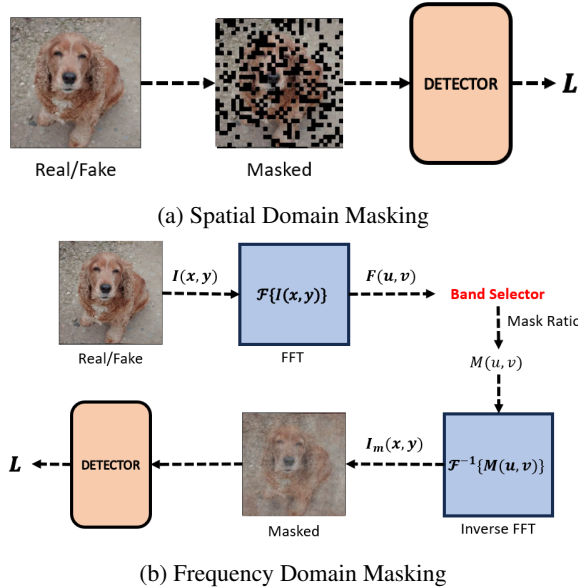 DETECTOR
L
Real/Fake
Masked
(a) Spatial Domain Masking
I(x, y)
F(u, v)
ℱ{I(x, y)}
Band Selector
Mask Ratio
Real/Fake
FFT
M(u, v)
I_m(x, y)
L
DETECTOR
ℱ⁻¹{M(u, v)}
Masked
Inverse FFT
(b) Frequency Domain Masking